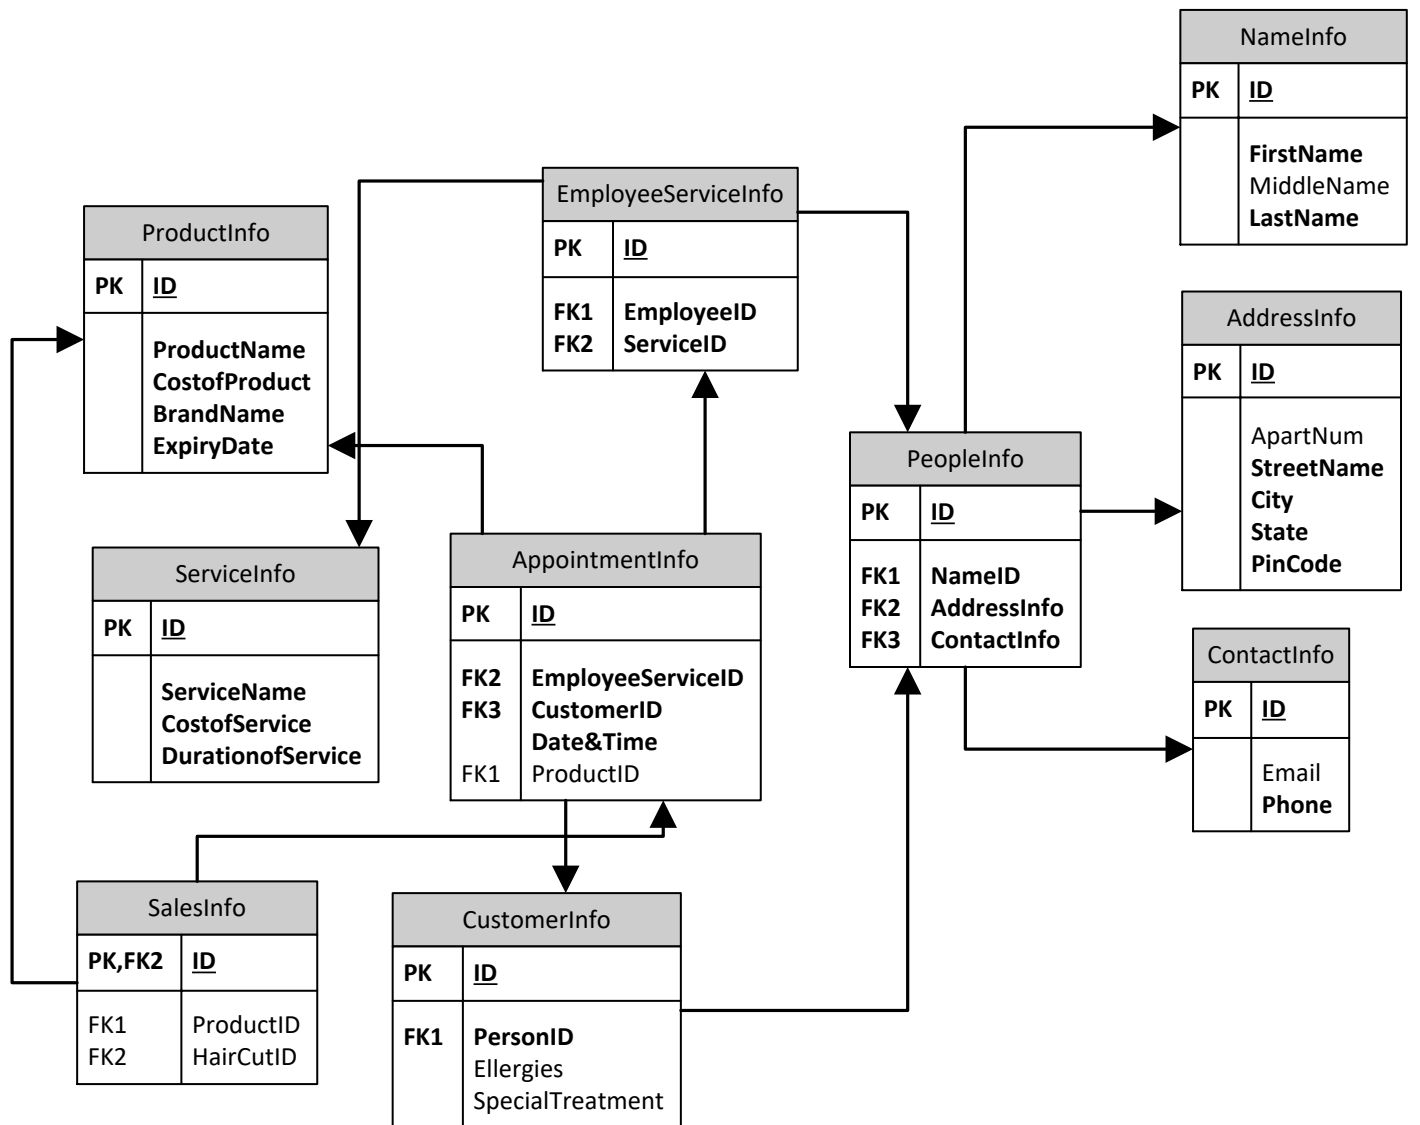 NameInfo
PK ID
FirstName
MiddleName
LastName
EmployeeServiceInfo
PK ID
FK1 EmployeeID
FK2 ServiceID
ProductInfo
PK ID
ProductName
CostofProduct
BrandName
ExpiryDate
AddressInfo
PK ID
ApartNum
StreetName
City
State
PinCode
PeopleInfo
PK ID
FK1 NameID
FK2 AddressInfo
FK3 ContactInfo
ServiceInfo
PK ID
ServiceName
CostofService
DurationofService
AppointmentInfo
PK ID
FK2 EmployeeServiceID
FK3 CustomerID
Date&Time
FK1 ProductID
ContactInfo
PK ID
Email
Phone
SalesInfo
PK,FK2 ID
FK1 ProductID
FK2 HairCutID
CustomerInfo
PK ID
FK1 PersonID
Ellergies
SpecialTreatment